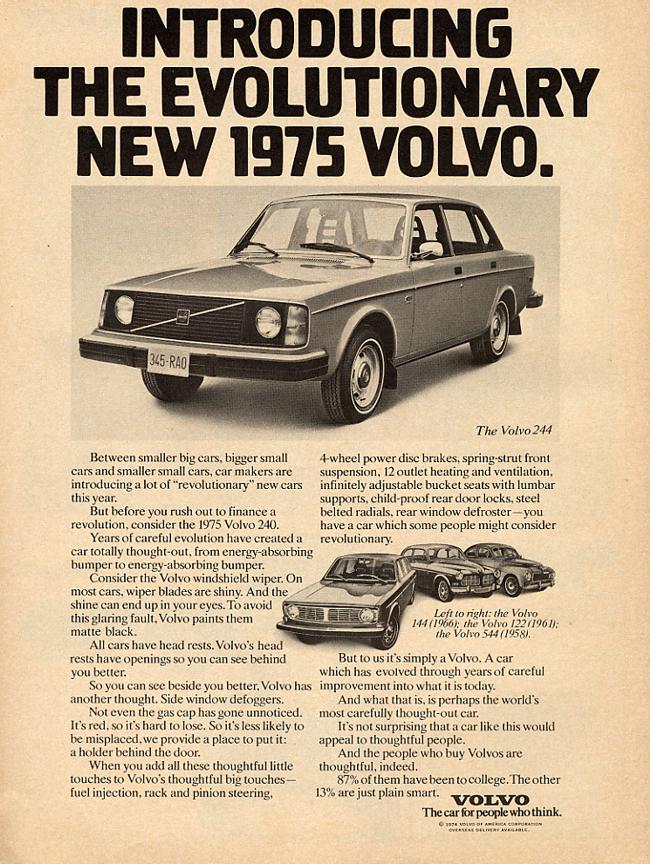 INTRODUCING
THE EVOLUTIONARY
NEW 1975 VOLVO.
345-RAO
The Volvo 244
Between smaller big cars, bigger small
cars and smaller small cars, car makers are
introducing a lot of “revolutionary” new cars
this year.
But before you rush out to finance a
revolution, consider the 1975 Volvo 240.
Years of careful evolution have created a
car totally thought-out, from energy-absorbing
bumper to energy-absorbing bumper.
Consider the Volvo windshield wiper. On
most cars, wiper blades are shiny. And the
shine can end up in your eyes. To avoid
this glaring fault, Volvo paints them
matte black.
All cars have head rests. Volvo's head
rests have openings so you can see behind
you better.
So you can see beside you better, Volvo has
another thought. Side window defoggers.
Not even the gas cap has gone unnoticed.
It's red, so it's hard to lose. So it's less likely to
be misplaced, we provide a place to put it:
a holder behind the door.
When you add all these thoughtful little
touches to Volvo's thoughtful big touches—
fuel injection, rack and pinion steering,
4-wheel power disc brakes, spring-strut front
suspension, 12 outlet heating and ventilation,
infinitely adjustable bucket seats with lumbar
supports, child-proof rear door locks, steel
belted radials, rear window defroster—you
have a car which some people might consider
revolutionary.
Left to right: the Volvo
144 (1966); the Volvo 122 (1961);
the Volvo 544 (1958).
But to us it's simply a Volvo. A car
which has evolved through years of careful
improvement into what it is today.
And what that is, is perhaps the world's
most carefully thought-out car.
It's not surprising that a car like this would
appeal to thoughtful people.
And the people who buy Volvos are
thoughtful, indeed.
87% of them have been to college. The other
13% are just plain smart.
VOLVO
The car for people who think.
© 1974 VOLVO OF AMERICA CORPORATION
OVERSEAS DELIVERY AVAILABLE.